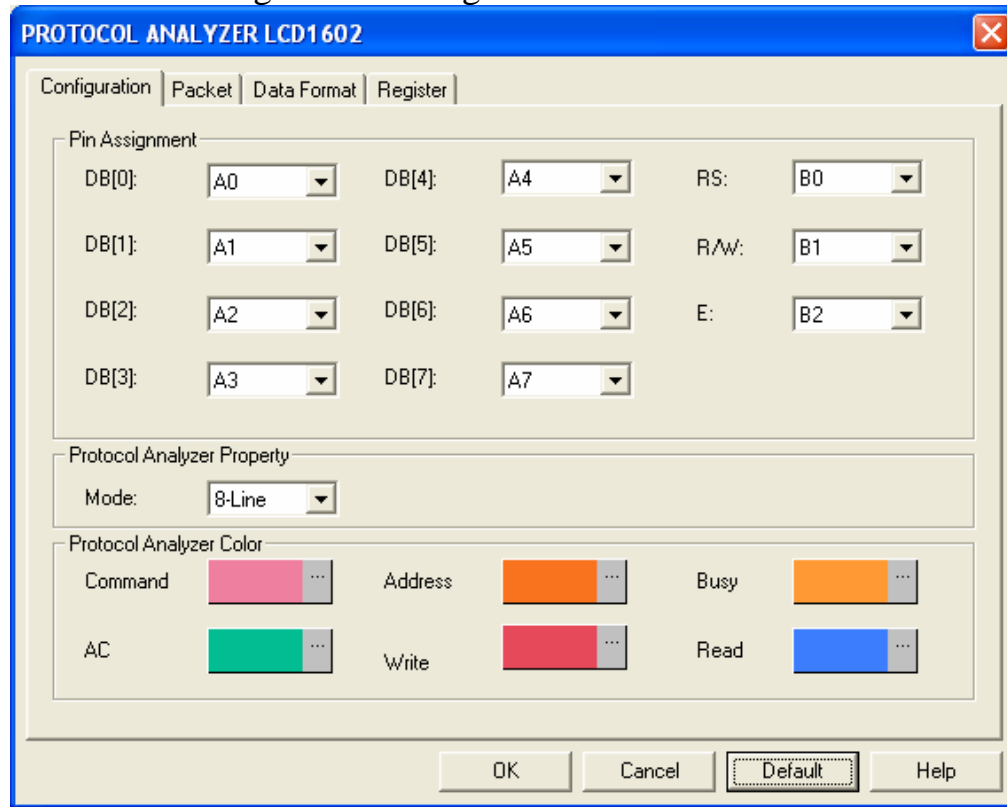 PROTOCOL ANALYZER LCD1602
Configuration Packet Data Format Register
Pin Assignment
DB[0]: A0 DB[4]: A4 RS: B0
DB[1]: A1 DB[5]: A5 R/W: B1
DB[2]: A2 DB[6]: A6 E: B2
DB[3]: A3 DB[7]: A7
Protocol Analyzer Property
Mode: 8-Line
Protocol Analyzer Color
Command ... Address ... Busy ...
AC ... Write ... Read ...
OK Cancel Default Help